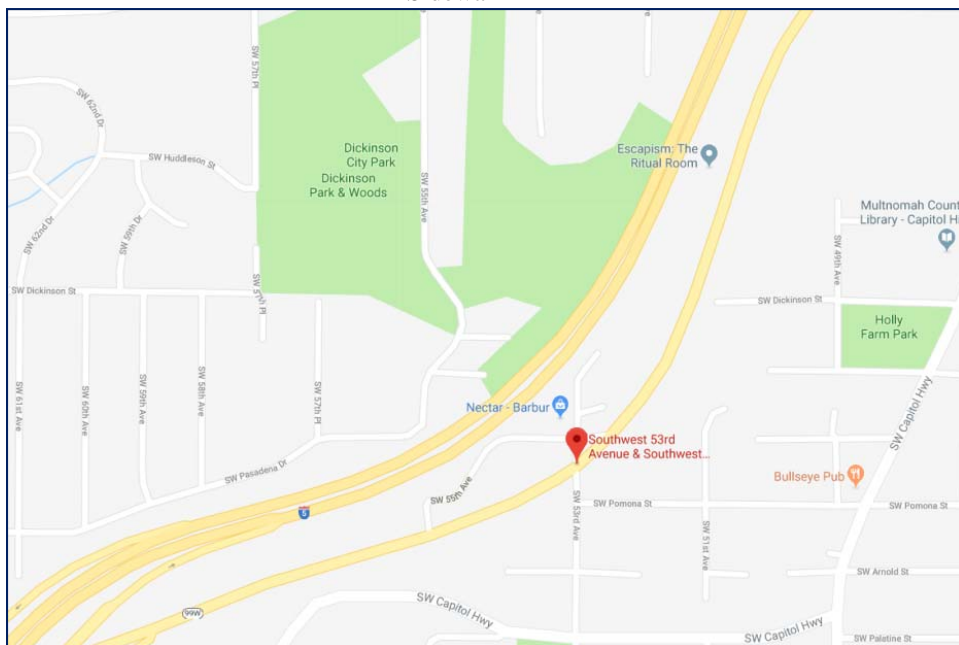 SW 57th Pl
SW 62nd Dr
SW Huddleson St
Dickinson
City Park
Dickinson
Park & Woods
SW 55th Ave
Escapism: The
Ritual Room
Multnomah Count
Library - Capitol Hi
SW 62nd Dr
SW 59th Dr
SW 49th Ave
SW Dickinson St
SW 57th Pl
SW Dickinson St
Holly
Farm Park
SW 61st Ave
SW 60th Ave
SW 59th Ave
SW 58th Ave
SW 57th Pl
SW Capitol Hwy
Nectar - Barbur
Southwest 53rd
Avenue & Southwest...
SW Pasadena Dr
SW 55th Ave
Bullseye Pub
SW 53rd Ave
SW Pomona St
SW Pomona St
5
SW 51st Ave
SW Arnold St
99W
SW Capitol Hwy
SW Capitol Hwy
SW Palatine St